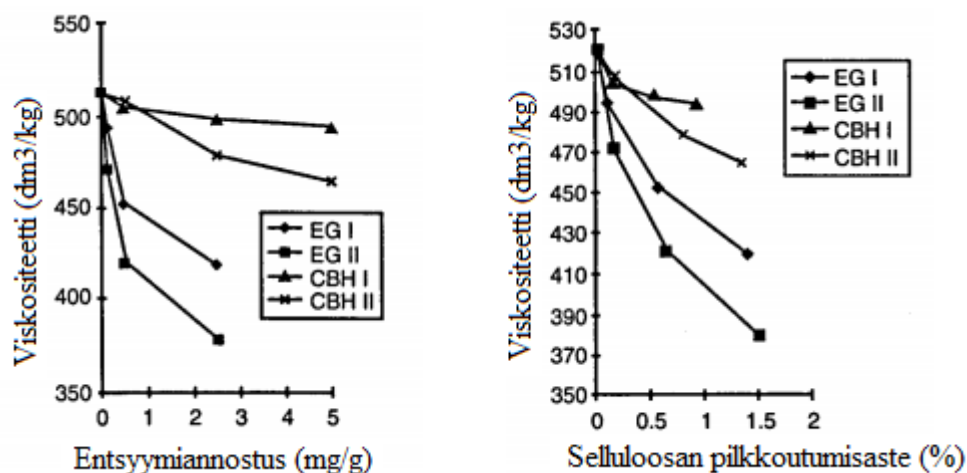 550
500
450
400
350
Viskositeetti (dm3/kg)
EG I
EG II
CBH I
CBH II
0 1 2 3 4 5
Entsyymiannostus (mg/g)
530
510
490
470
450
430
410
390
370
350
Viskositeetti (dm3/kg)
EG I
EG II
CBH I
CBH II
0 0.5 1 1.5 2
Selluloosan pilkkoutumisaste (%)